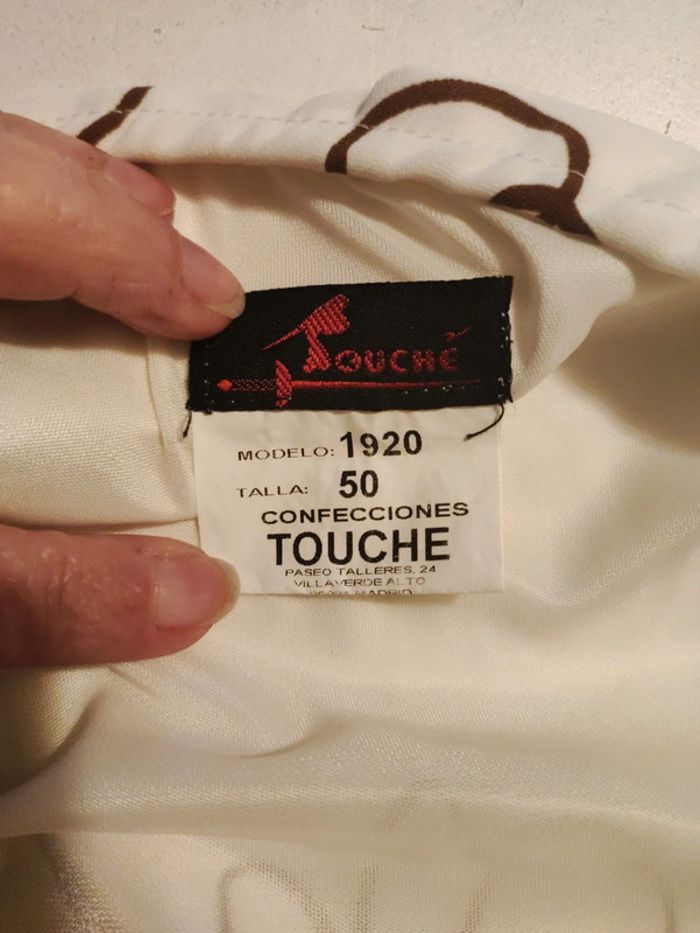 TOUCHÉ
MODELO: 1920
TALLA: 50
CONFECCIONES
TOUCHE
PASEO TALLERES, 24
VILLAVERDE ALTO
MADRID